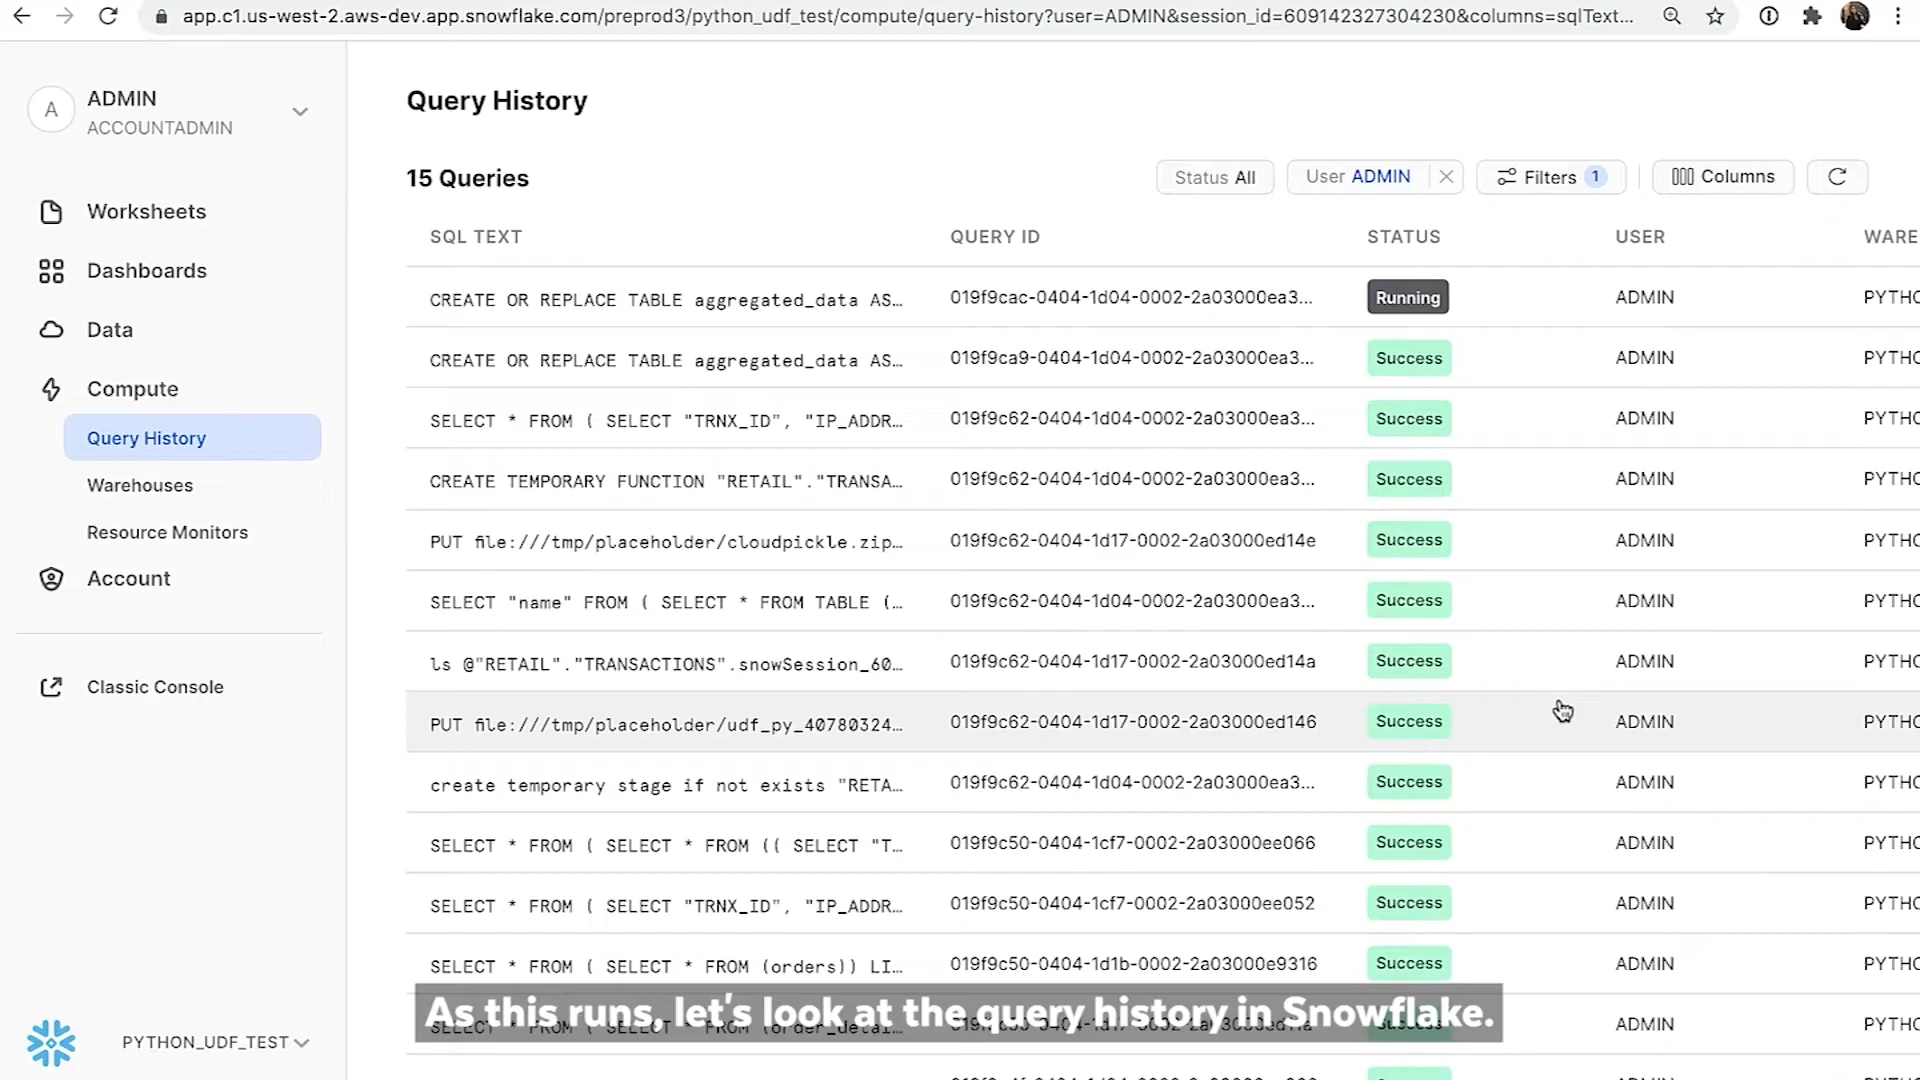 app.c1.us-west-2.aws-dev.app.snowflake.com/preprod3/python_udf_test/compute/query-history?user=ADMIN&session_id=609142327304230&columns=sqlText...
A
ADMIN
ACCOUNTADMIN
Worksheets
Dashboards
Data
Compute
Query History
Warehouses
Resource Monitors
Account
Classic Console
PYTHON_UDF_TEST
Query History
15 Queries
Status All
User ADMIN
Filters 1
Columns
SQL TEXT QUERY ID STATUS USER WARE
CREATE OR REPLACE TABLE aggregated_data AS… 019f9cac-0404-1d04-0002-2a03000ea3... Running ADMIN PYTHO
CREATE OR REPLACE TABLE aggregated_data AS… 019f9ca9-0404-1d04-0002-2a03000ea3... Success ADMIN PYTHO
SELECT * FROM ( SELECT "TRNX_ID", "IP_ADDR… 019f9c62-0404-1d04-0002-2a03000ea3... Success ADMIN PYTHO
CREATE TEMPORARY FUNCTION "RETAIL"."TRANSA… 019f9c62-0404-1d04-0002-2a03000ea3... Success ADMIN PYTHO
PUT file:///tmp/placeholder/cloudpickle.zip… 019f9c62-0404-1d17-0002-2a03000ed14e Success ADMIN PYTHO
SELECT "name" FROM ( SELECT * FROM TABLE (… 019f9c62-0404-1d04-0002-2a03000ea3... Success ADMIN PYTHO
ls @"RETAIL"."TRANSACTIONS".snowSession_60… 019f9c62-0404-1d17-0002-2a03000ed14a Success ADMIN PYTHO
PUT file:///tmp/placeholder/udf_py_40780324… 019f9c62-0404-1d17-0002-2a03000ed146 Success ADMIN PYTHO
create temporary stage if not exists "RETA… 019f9c62-0404-1d04-0002-2a03000ea3... Success ADMIN PYTHO
SELECT * FROM ( SELECT * FROM (( SELECT "T… 019f9c50-0404-1cf7-0002-2a03000ee066 Success ADMIN PYTHO
SELECT * FROM ( SELECT "TRNX_ID", "IP_ADDR… 019f9c50-0404-1cf7-0002-2a03000ee052 Success ADMIN PYTHO
SELECT * FROM ( SELECT * FROM (orders)) LI… 019f9c50-0404-1d1b-0002-2a03000e9316 Success ADMIN PYTHO
ADMIN PYTHO
As this runs, let's look at the query history in Snowflake.